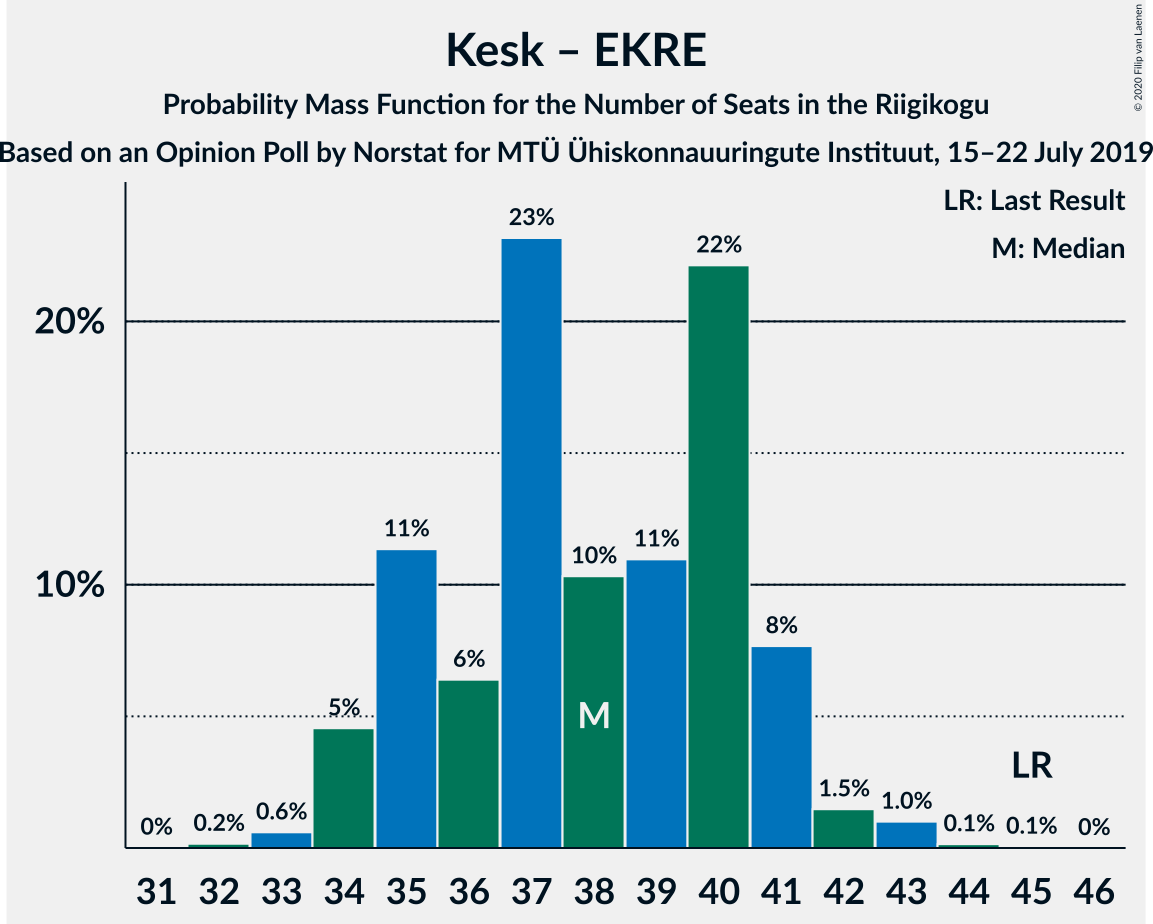 Kesk – EKRE
Probability Mass Function for the Number of Seats in the Riigikogu
Based on an Opinion Poll by Norstat for MTÜ Ühiskonnauuringute Instituut, 15–22 July 2019
© 2020 Filip van Laenen
LR: Last Result
M: Median
20%
10%
0%
0.2%
0.6%
5%
11%
6%
23%
10%
11%
22%
8%
1.5%
1.0%
0.1%
0.1%
0%
M
LR
31 32 33 34 35 36 37 38 39 40 41 42 43 44 45 46